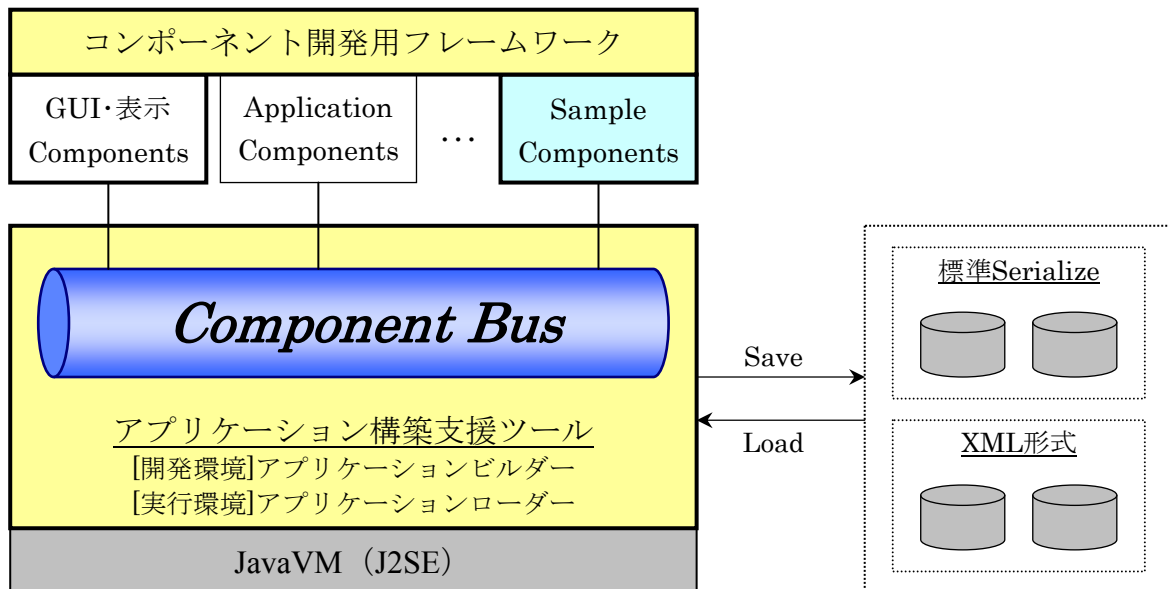 コンポーネント開発用フレームワーク
GUI・表示
Components
Application
Components
…
Sample
Components
Component Bus
アプリケーション構築支援ツール
[開発環境]アプリケーションビルダー
[実行環境]アプリケーションローダー
JavaVM（J2SE）
Save
Load
標準Serialize
XML形式